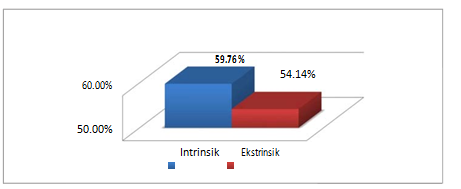 59.76%
54.14%
60.00%
50.00%
Intrinsik Ekstrinsik